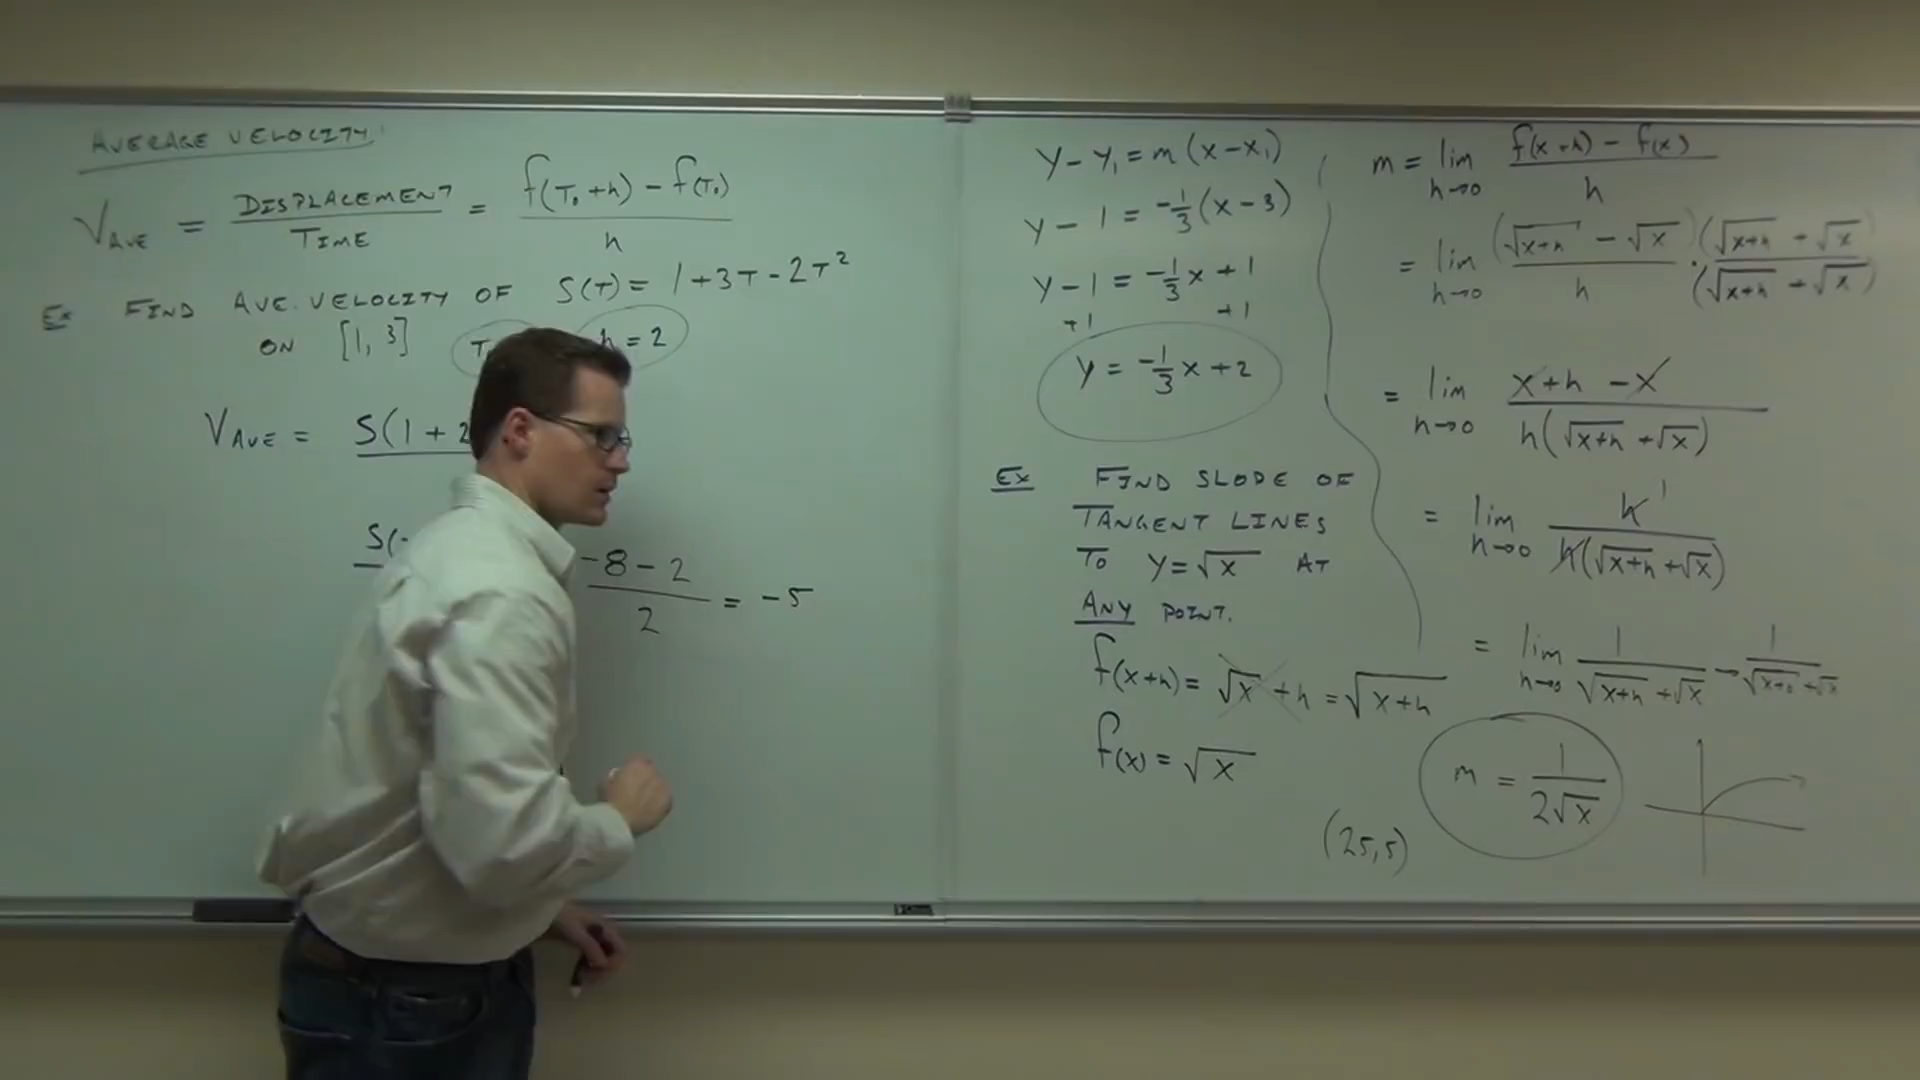 AVERAGE VELOCITY:
V_AVE = DISPLACEMENT / TIME = f(T₀ + h) - f(T₀) / h
EX FIND AVE. VELOCITY OF S(T) = 1 + 3T - 2T²
ON [1, 3] h = 2
V_AVE = S(1 + 2
S(
-8 - 2 / 2 = -5
y - y₁ = m(x - x₁)
y - 1 = -1/3(x - 3)
y - 1 = -1/3x + 1
+1 +1
y = -1/3x + 2
EX FIND SLOPE OF
TANGENT LINES
TO y = √x AT
ANY POINT.
f(x+h) = √x + h = √x+h
f(x) = √x
(25, 5)
m = lim h→0 f(x+h) - f(x) / h
= lim h→0 (√x+h - √x) / h · (√x+h + √x) / (√x+h + √x)
= lim h→0 x + h - x / h(√x+h + √x)
= lim h→0 h 1 / h(√x+h + √x)
= lim h→0 1 / √x+h + √x → 1 / √x+0 + √x
m = 1 / 2√x